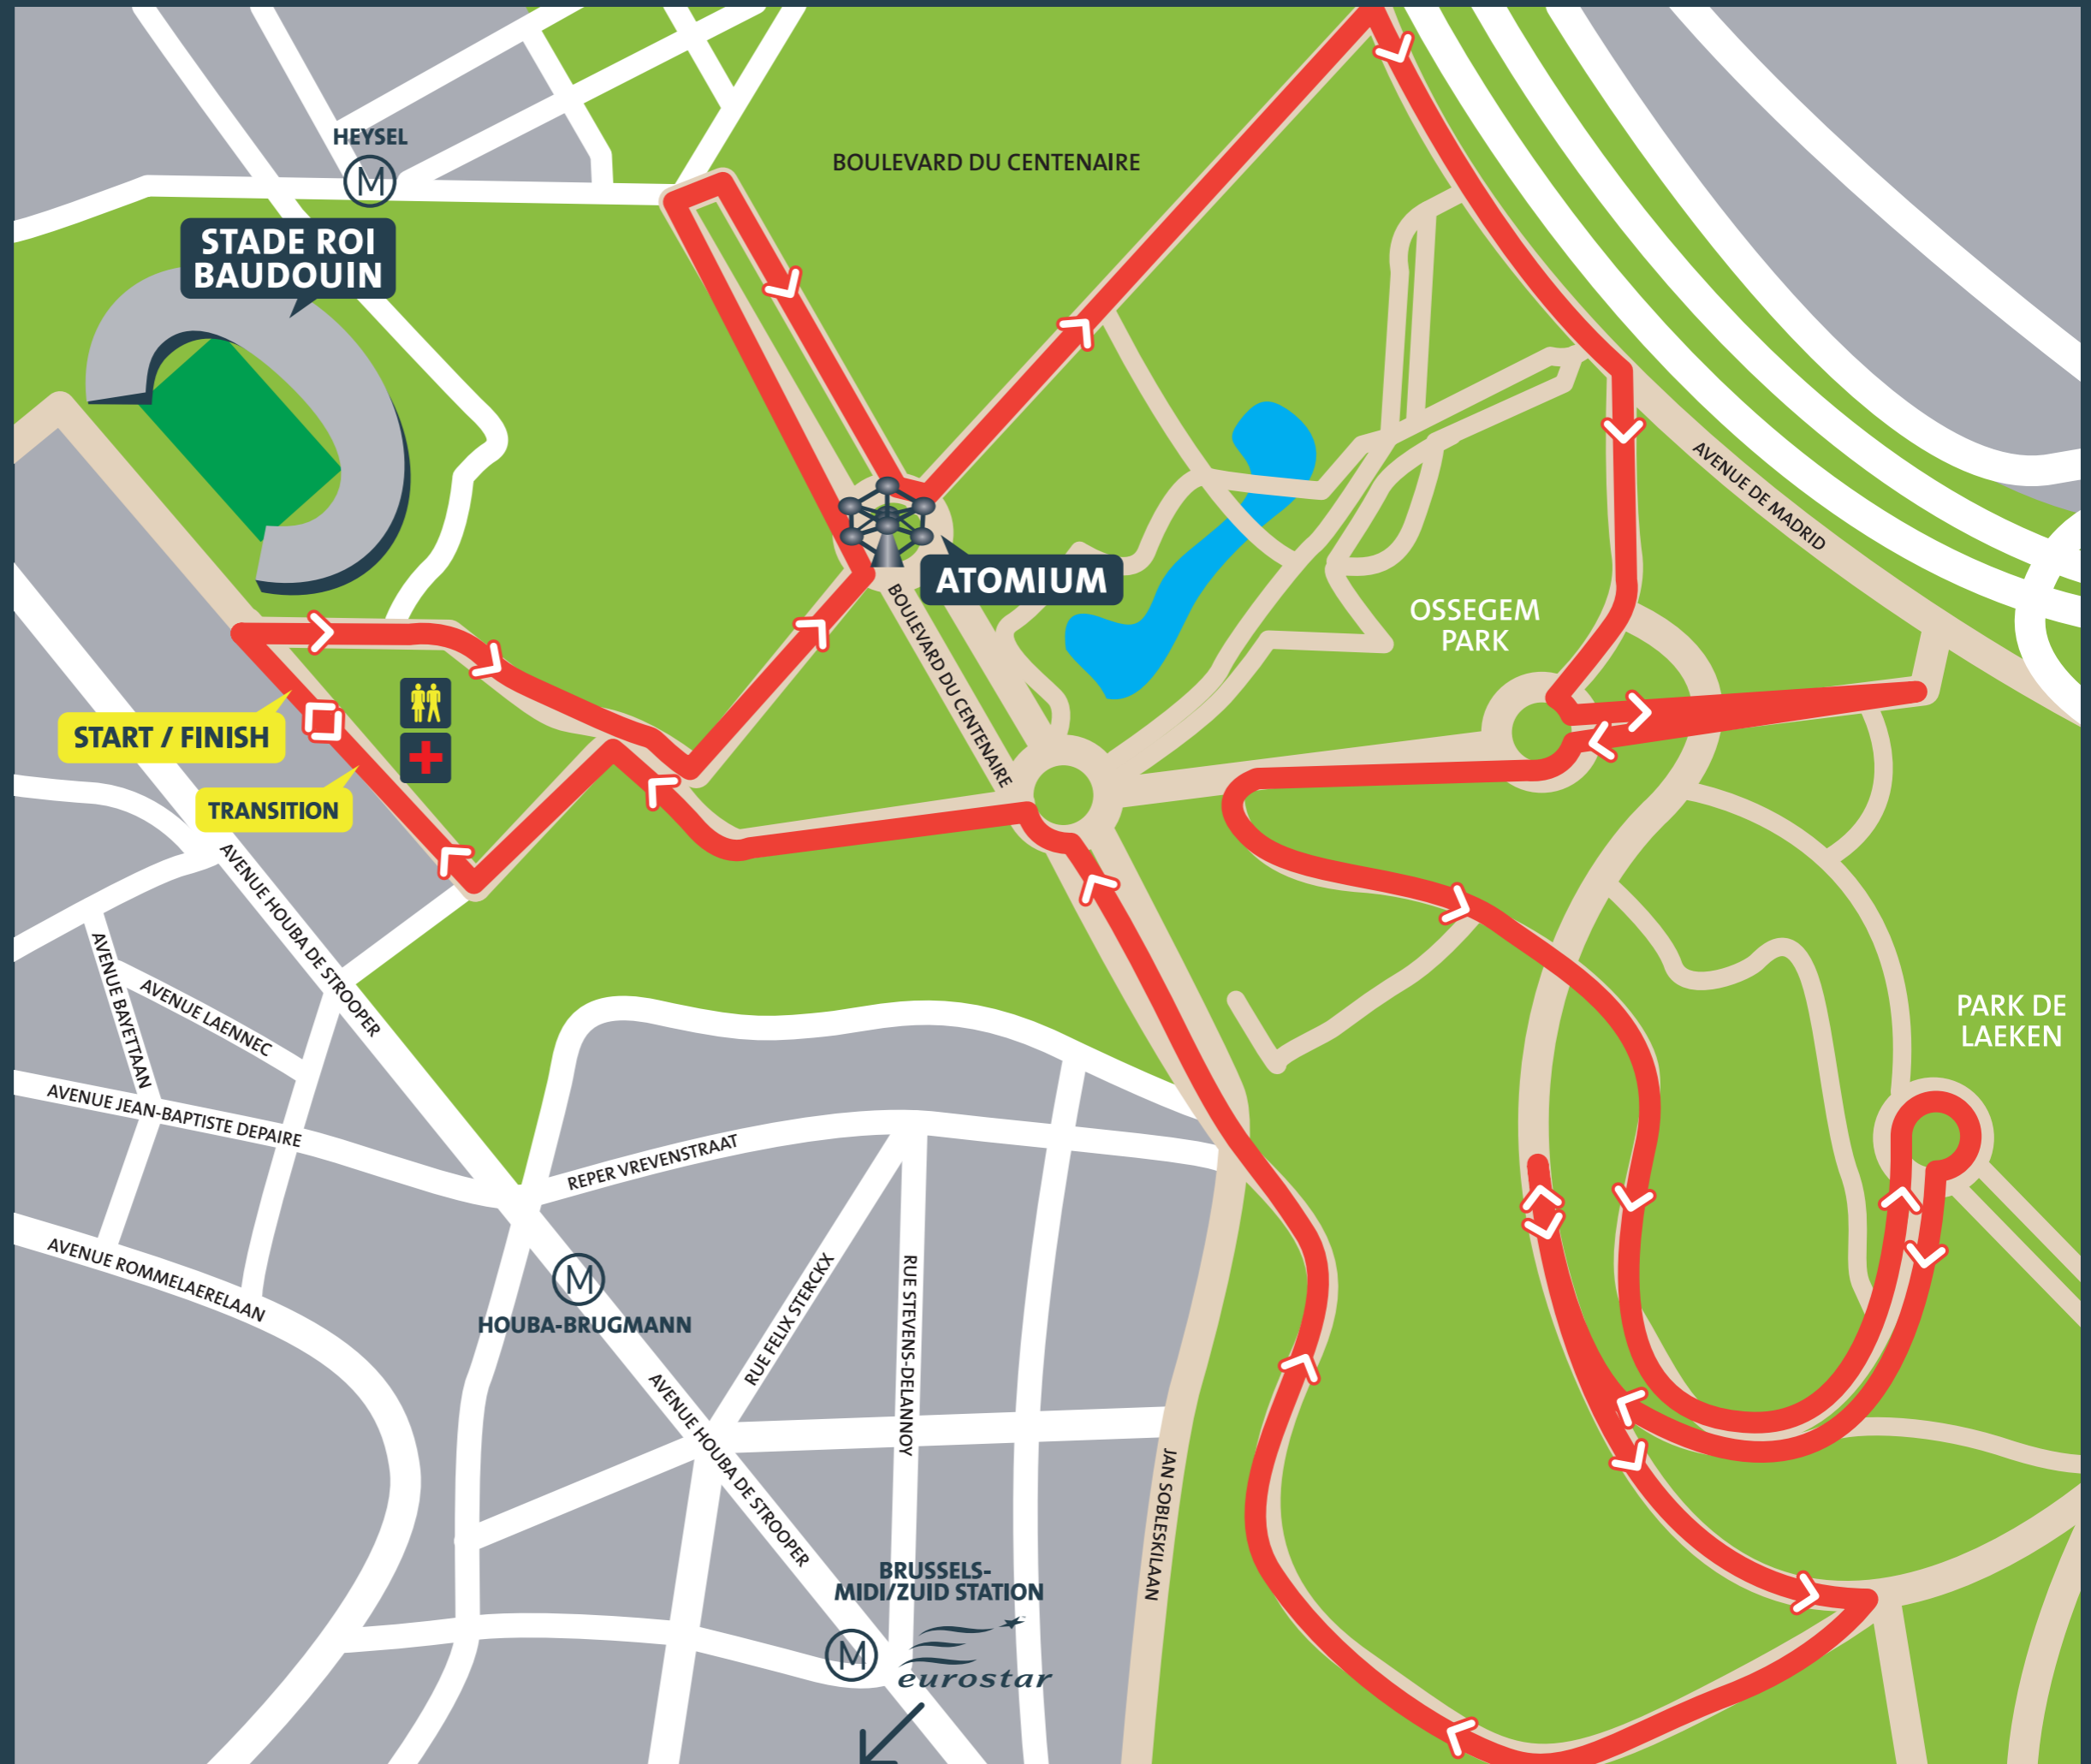 HEYSEL
M
BOULEVARD DU CENTENAIRE
STADE ROI
BAUDOUIN
AVENUE DE MADRID
ATOMIUM
BOULEVARD DU CENTENAIRE
OSSEGEM
PARK
START / FINISH
TRANSITION
AVENUE HOUBA DE STROOPER
AVENUE BAYETTAN
AVENUE LAENNEC
PARK DE
LAEKEN
AVENUE JEAN-BAPTISTE DEPAIRE
REPER VREVENSTRAAT
AVENUE ROMMELAERELAAN
M
HOUBA-BRUGMANN
RUE FELIX STERCKX
RUE STEVENS-DELANNOY
AVENUE HOUBA DE STROOPER
JAN SOBLESKILAAN
BRUSSELS-
MIDI/ZUID STATION
M
eurostar